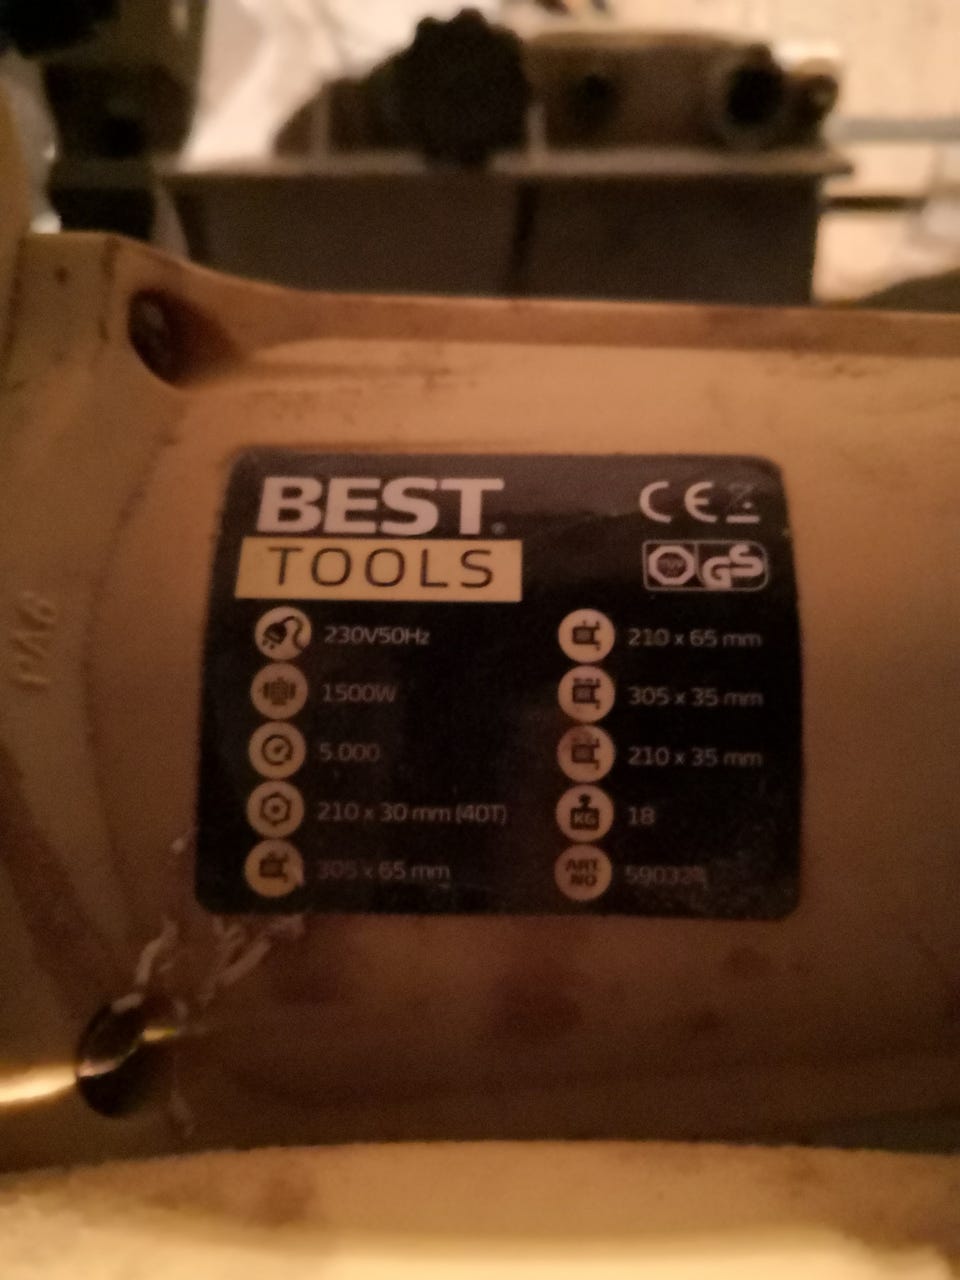 BEST
TOOLS
CE
GS
230V50Hz
1500W
5.000
210 x 30 mm (40T)
305 x 65 mm
210 x 65 mm
305 x 35 mm
210 x 35 mm
KG 18
ART. NO
>PA6